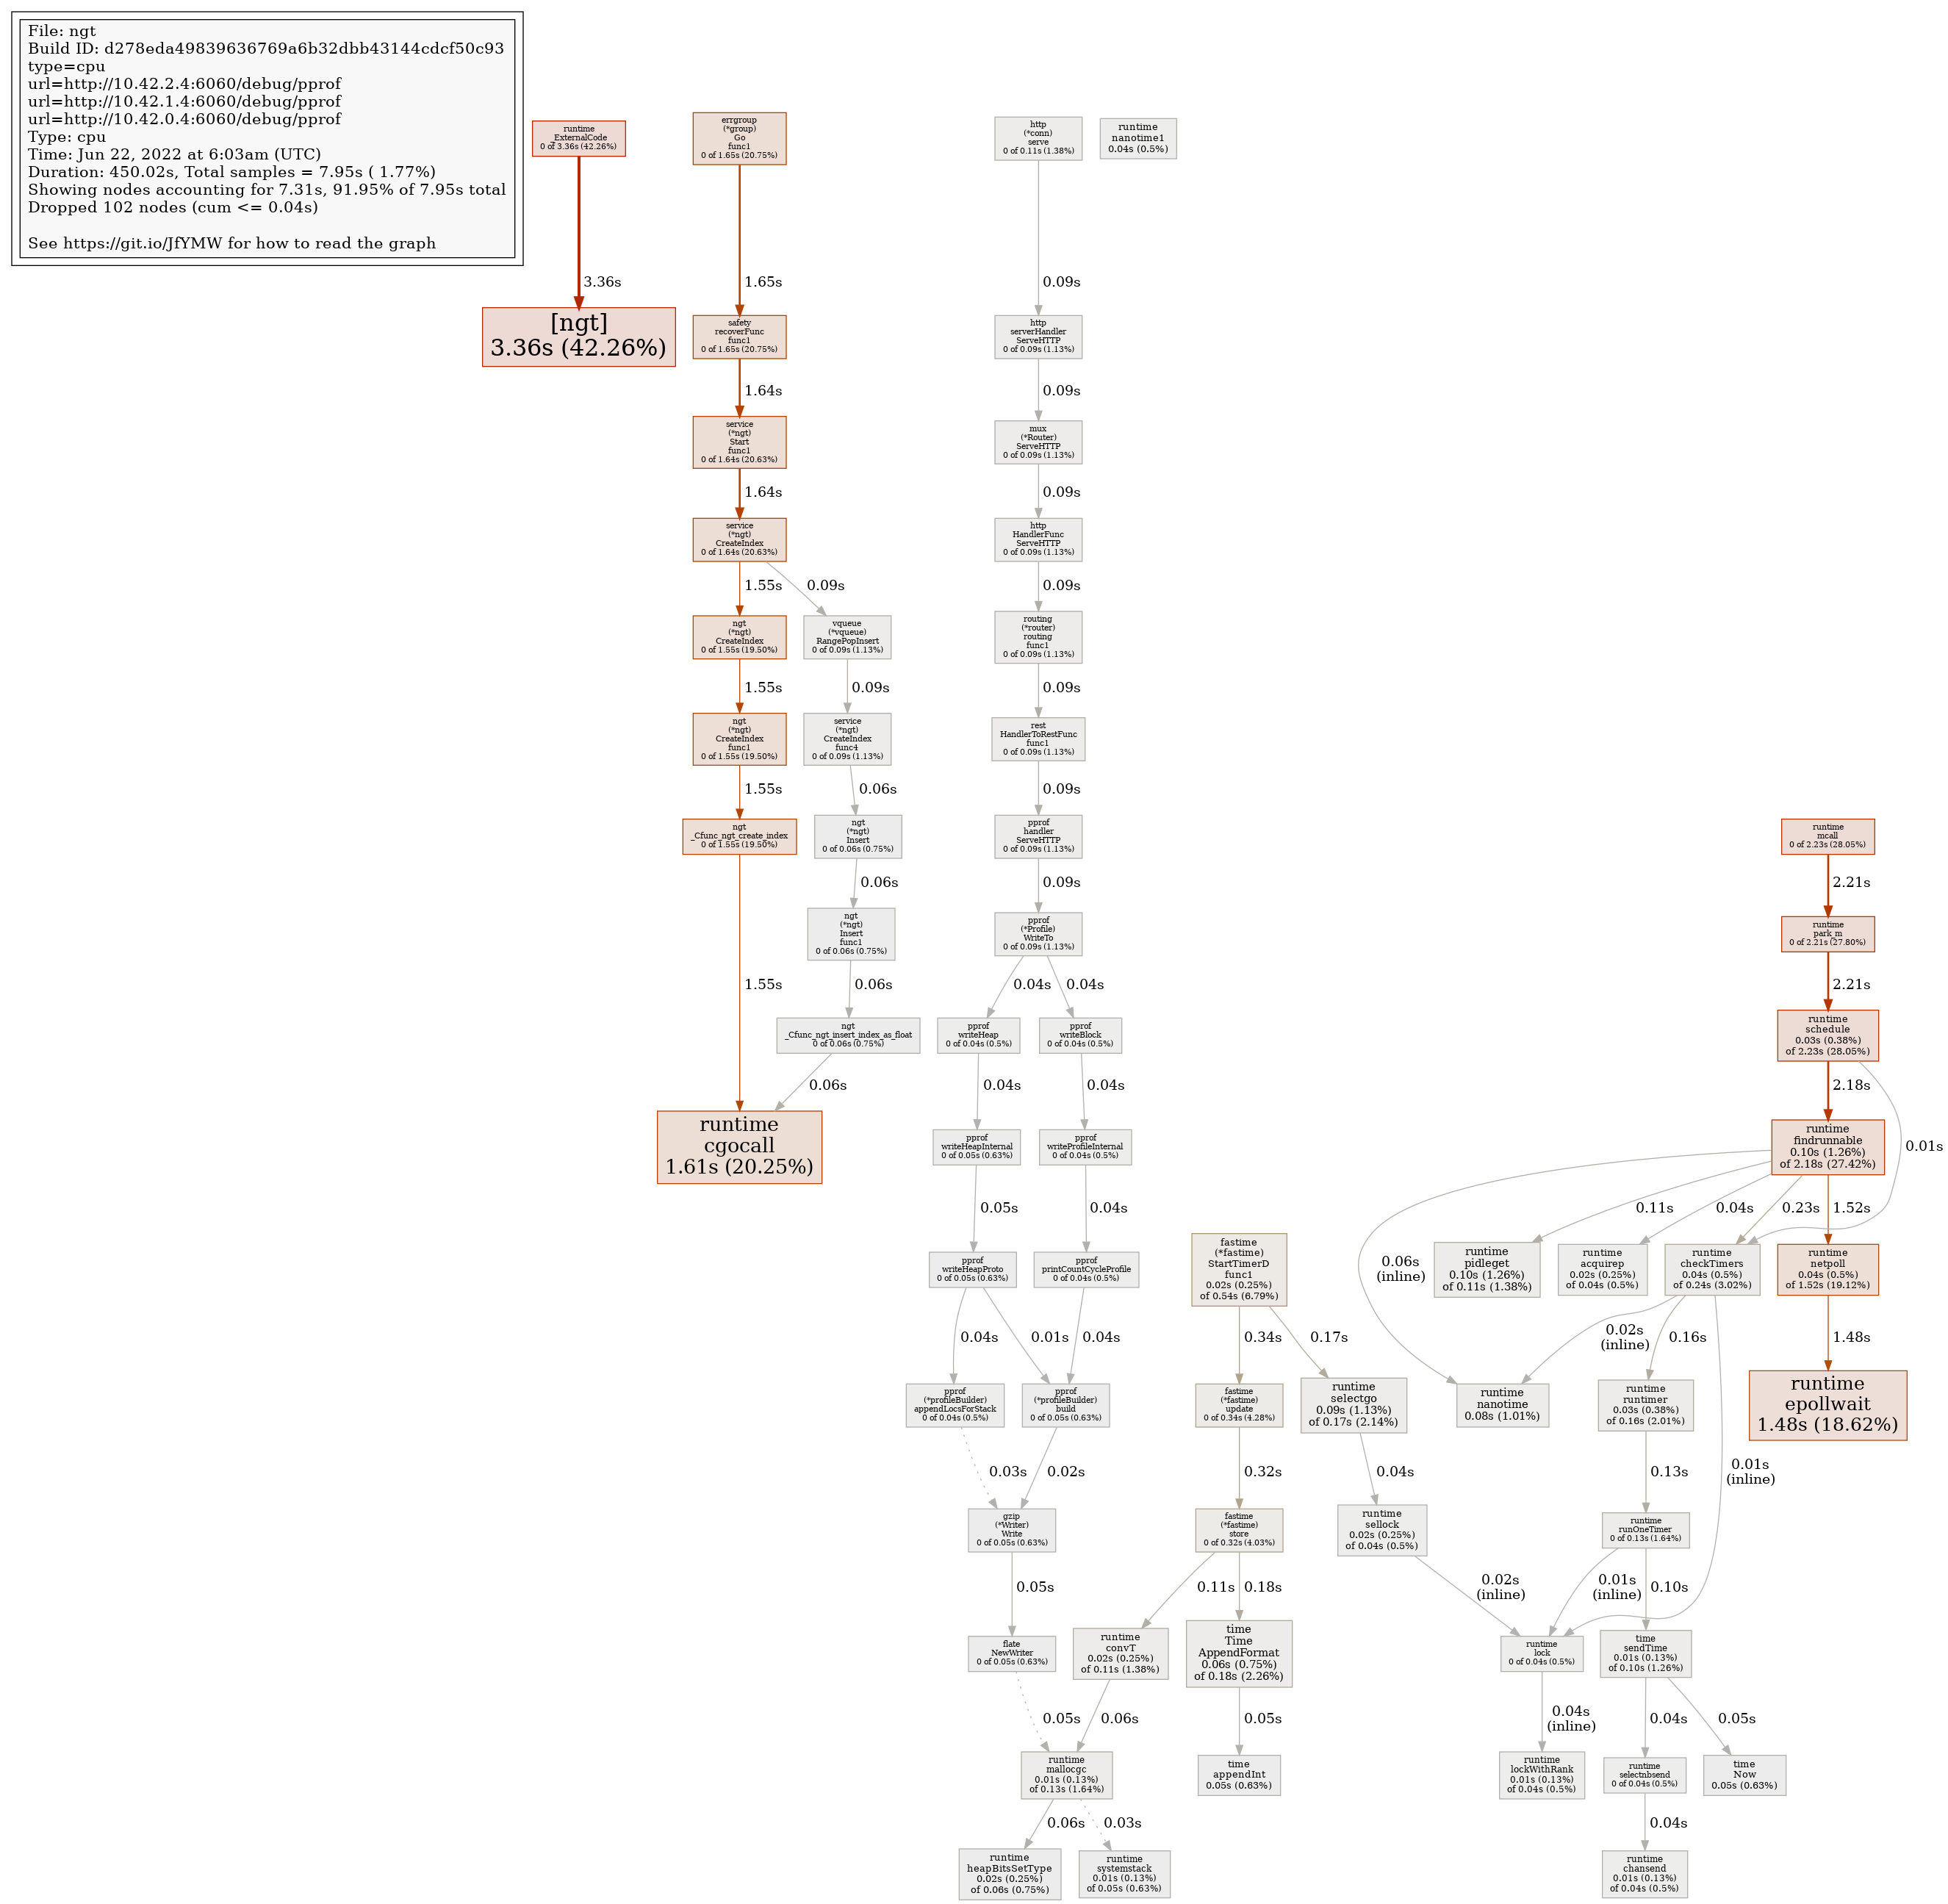 File: ngt
Build ID: d278eda49839636769a6b32dbb43144cdcf50c93
type=cpu
url=http://10.42.2.4:6060/debug/pprof
url=http://10.42.1.4:6060/debug/pprof
url=http://10.42.0.4:6060/debug/pprof
Type: cpu
Time: Jun 22, 2022 at 6:03am (UTC)
Duration: 450.02s, Total samples = 7.95s ( 1.77%)
Showing nodes accounting for 7.31s, 91.95% of 7.95s total
Dropped 102 nodes (cum <= 0.04s)
See https://git.io/JfYMW for how to read the graph
runtime
_ExternalCode
0 of 3.36s (42.26%)
3.36s
[ngt]
3.36s (42.26%)
errgroup
(*group)
Go
func1
0 of 1.65s (20.75%)
1.65s
safety
recoverFunc
func1
0 of 1.65s (20.75%)
1.64s
service
(*ngt)
Start
func1
0 of 1.64s (20.63%)
1.64s
service
(*ngt)
CreateIndex
0 of 1.64s (20.63%)
1.55s
0.09s
ngt
(*ngt)
CreateIndex
0 of 1.55s (19.50%)
1.55s
ngt
(*ngt)
CreateIndex
func1
0 of 1.55s (19.50%)
1.55s
ngt
_Cfunc_ngt_create_index
0 of 1.55s (19.50%)
1.55s
vqueue
(*vqueue)
RangePopInsert
0 of 0.09s (1.13%)
0.09s
service
(*ngt)
CreateIndex
func4
0 of 0.09s (1.13%)
0.06s
ngt
(*ngt)
Insert
0 of 0.06s (0.75%)
0.06s
ngt
(*ngt)
Insert
func1
0 of 0.06s (0.75%)
0.06s
ngt
_Cfunc_ngt_insert_index_as_float
0 of 0.06s (0.75%)
0.06s
runtime
cgocall
1.61s (20.25%)
http
(*conn)
serve
0 of 0.11s (1.38%)
0.09s
http
serverHandler
ServeHTTP
0 of 0.09s (1.13%)
0.09s
mux
(*Router)
ServeHTTP
0 of 0.09s (1.13%)
0.09s
http
HandlerFunc
ServeHTTP
0 of 0.09s (1.13%)
0.09s
routing
(*router)
routing
func1
0 of 0.09s (1.13%)
0.09s
rest
HandlerToRestFunc
func1
0 of 0.09s (1.13%)
0.09s
pprof
handler
ServeHTTP
0 of 0.09s (1.13%)
0.09s
pprof
(*Profile)
WriteTo
0 of 0.09s (1.13%)
0.04s
0.04s
pprof
writeHeap
0 of 0.04s (0.5%)
0.04s
pprof
writeHeapInternal
0 of 0.05s (0.63%)
0.05s
pprof
writeHeapProto
0 of 0.05s (0.63%)
0.04s
0.01s
pprof
writeBlock
0 of 0.04s (0.5%)
0.04s
pprof
writeProfileInternal
0 of 0.04s (0.5%)
0.04s
pprof
printCountCycleProfile
0 of 0.04s (0.5%)
0.04s
pprof
(*profileBuilder)
appendLocsForStack
0 of 0.04s (0.5%)
0.03s
pprof
(*profileBuilder)
build
0 of 0.05s (0.63%)
0.02s
gzip
(*Writer)
Write
0 of 0.05s (0.63%)
0.05s
flate
NewWriter
0 of 0.05s (0.63%)
0.05s
runtime
nanotime1
0.04s (0.5%)
fastime
(*fastime)
StartTimerD
func1
0.02s (0.25%)
of 0.54s (6.79%)
0.34s
0.17s
fastime
(*fastime)
update
0 of 0.34s (4.28%)
0.32s
fastime
(*fastime)
store
0 of 0.32s (4.03%)
0.11s
0.18s
runtime
convT
0.02s (0.25%)
of 0.11s (1.38%)
0.06s
time
Time
AppendFormat
0.06s (0.75%)
of 0.18s (2.26%)
0.05s
time
appendInt
0.05s (0.63%)
runtime
mallocgc
0.01s (0.13%)
of 0.13s (1.64%)
0.06s
0.03s
runtime
heapBitsSetType
0.02s (0.25%)
of 0.06s (0.75%)
runtime
systemstack
0.01s (0.13%)
of 0.05s (0.63%)
runtime
selectgo
0.09s (1.13%)
of 0.17s (2.14%)
0.04s
runtime
sellock
0.02s (0.25%)
of 0.04s (0.5%)
0.02s
(inline)
runtime
mcall
0 of 2.23s (28.05%)
2.21s
runtime
park_m
0 of 2.21s (27.80%)
2.21s
runtime
schedule
0.03s (0.38%)
of 2.23s (28.05%)
2.18s
0.01s
runtime
findrunnable
0.10s (1.26%)
of 2.18s (27.42%)
0.06s
(inline)
0.11s
0.04s
0.23s
1.52s
runtime
pidleget
0.10s (1.26%)
of 0.11s (1.38%)
runtime
acquirep
0.02s (0.25%)
of 0.04s (0.5%)
runtime
checkTimers
0.04s (0.5%)
of 0.24s (3.02%)
0.02s
(inline)
0.16s
0.01s
(inline)
runtime
netpoll
0.04s (0.5%)
of 1.52s (19.12%)
1.48s
runtime
epollwait
1.48s (18.62%)
runtime
nanotime
0.08s (1.01%)
runtime
runtimer
0.03s (0.38%)
of 0.16s (2.01%)
0.13s
runtime
runOneTimer
0 of 0.13s (1.64%)
0.01s
(inline)
0.10s
runtime
lock
0 of 0.04s (0.5%)
0.04s
(inline)
runtime
lockWithRank
0.01s (0.13%)
of 0.04s (0.5%)
time
sendTime
0.01s (0.13%)
of 0.10s (1.26%)
0.04s
0.05s
runtime
selectnbsend
0 of 0.04s (0.5%)
0.04s
time
Now
0.05s (0.63%)
runtime
chansend
0.01s (0.13%)
of 0.04s (0.5%)